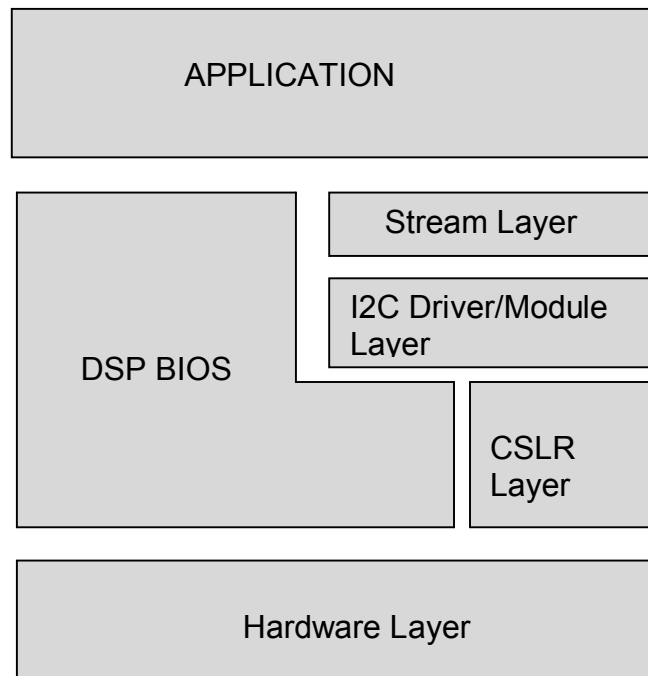 APPLICATION
Stream Layer
I2C Driver/Module
Layer
DSP BIOS
CSLR
Layer
Hardware Layer